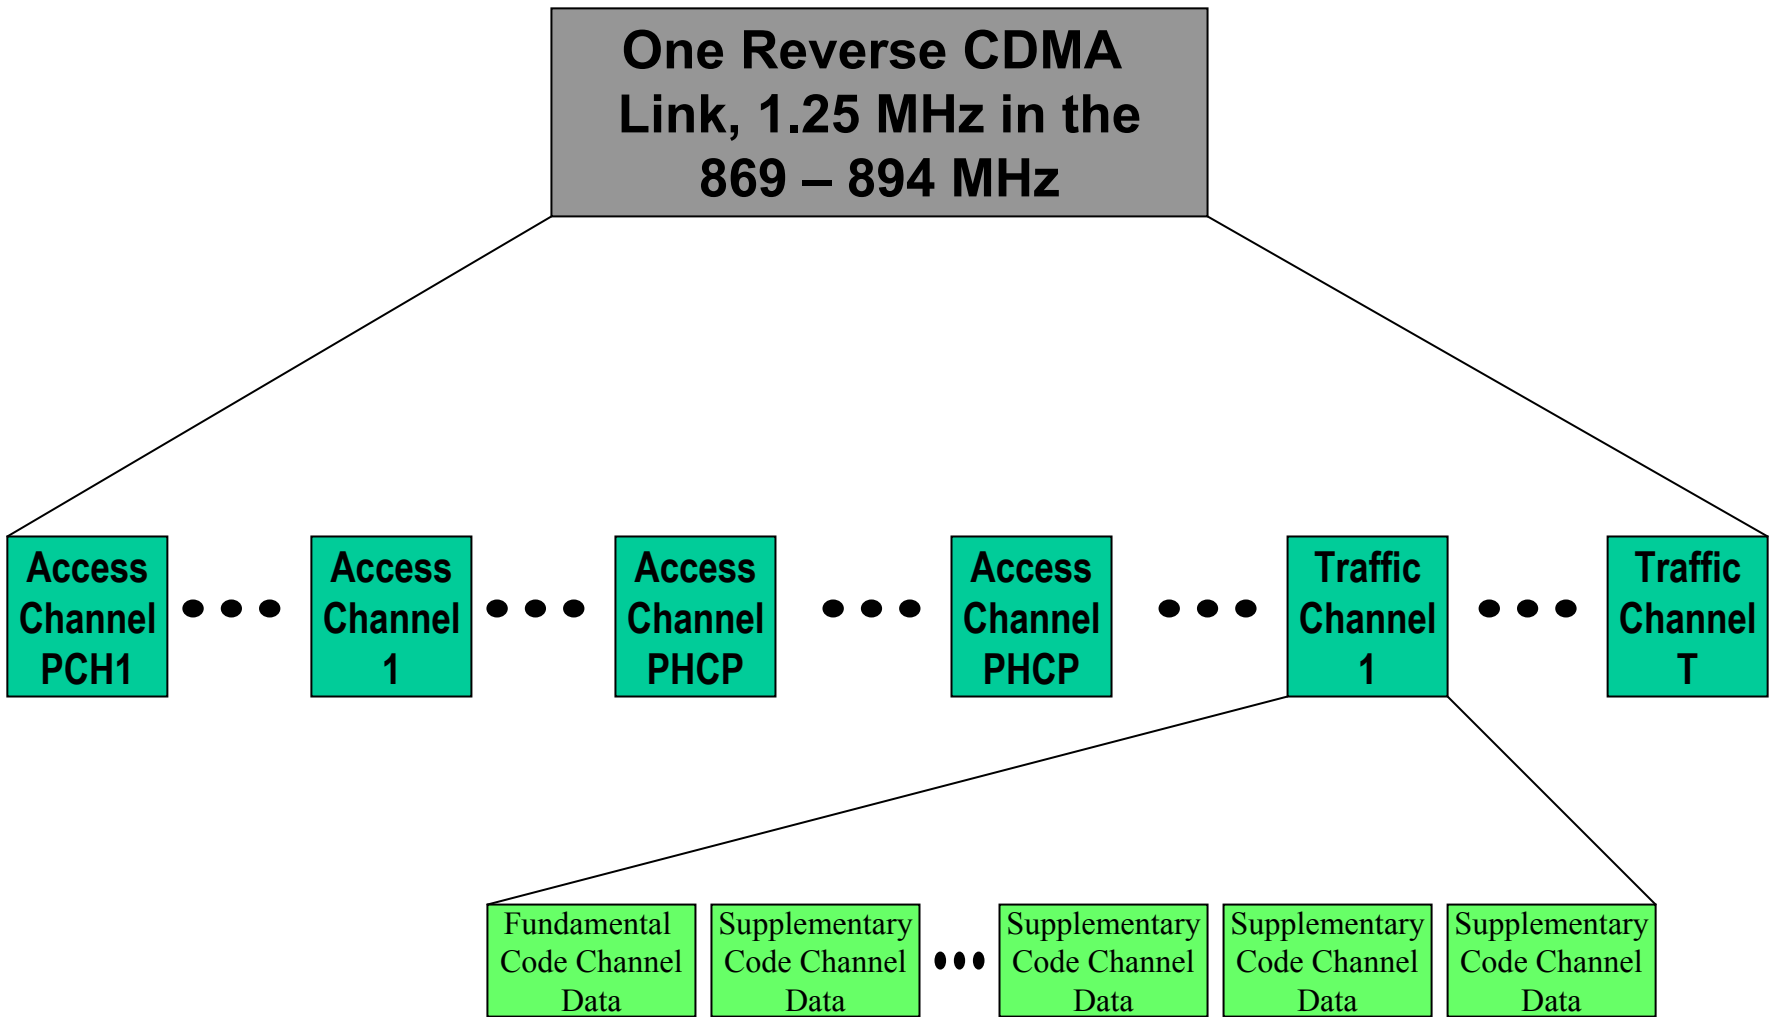 One Reverse CDMA
Link, 1.25 MHz in the
869 – 894 MHz
Access
Channel
PCH1
Access
Channel
1
Access
Channel
PHCP
Access
Channel
PHCP
Traffic
Channel
1
Traffic
Channel
T
Fundamental
Code Channel
Data
Supplementary
Code Channel
Data
Supplementary
Code Channel
Data
Supplementary
Code Channel
Data
Supplementary
Code Channel
Data